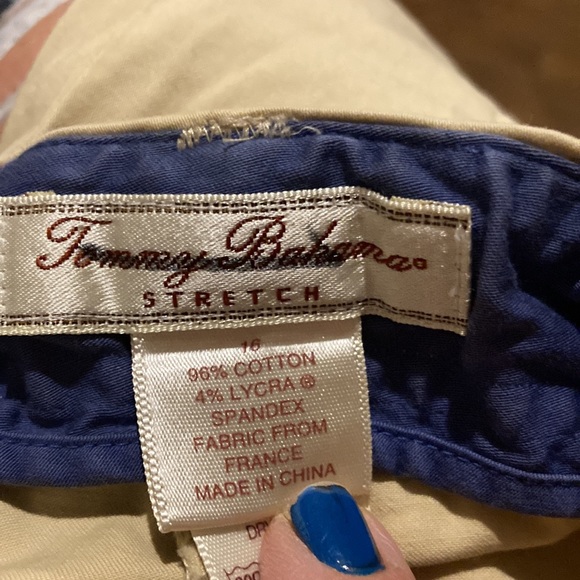 Tommy Bahama®
STRETCH
16
96% COTTON
4% LYCRA ®
SPANDEX
FABRIC FROM
FRANCE
MADE IN CHINA